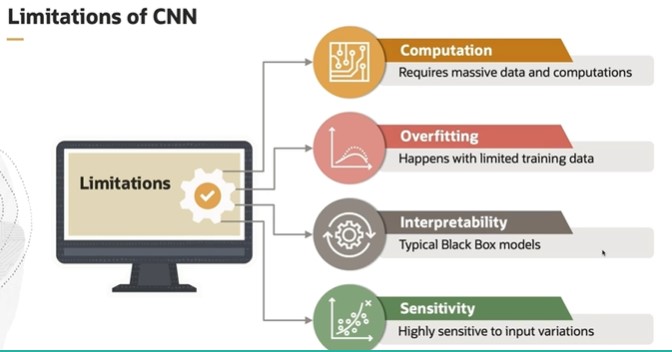 Limitations of CNN
Limitations
Computation
Requires massive data and computations
Overfitting
Happens with limited training data
Interpretability
Typical Black Box models
Sensitivity
Highly sensitive to input variations